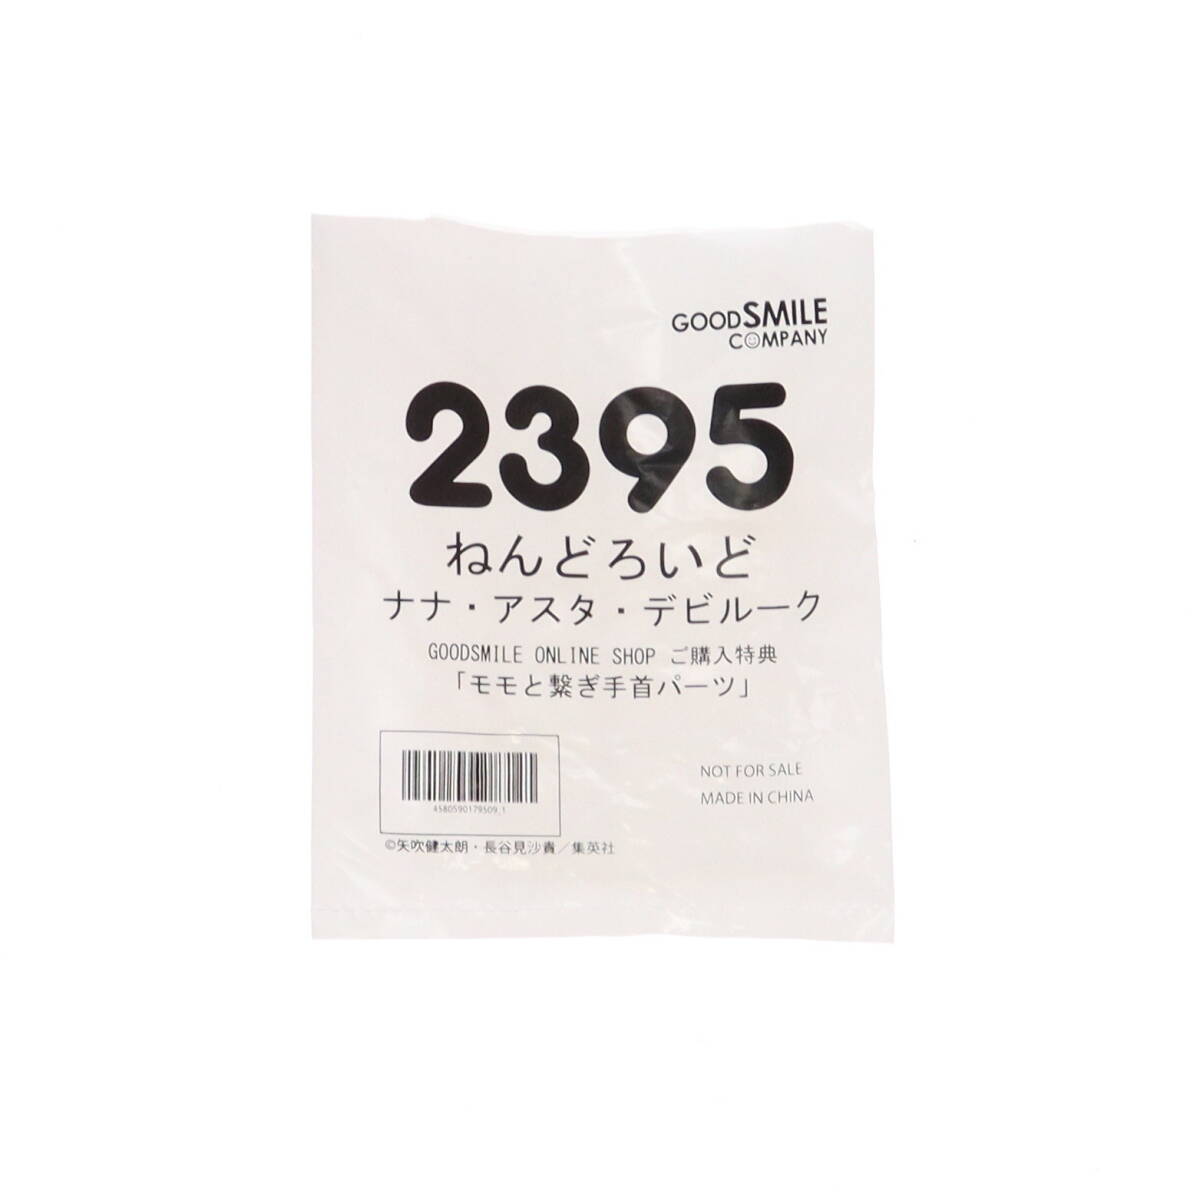 GOODSMILE
COMPANY
2395
ねんどろいど
ナナ・アスタ・デビルーク
GOODSMILE ONLINE SHOP ご購入特典
「モモと繋ぎ手首パーツ」
4580590179509 1
NOT FOR SALE
MADE IN CHINA
©矢吹健太朗・長谷見沙貴／集英社